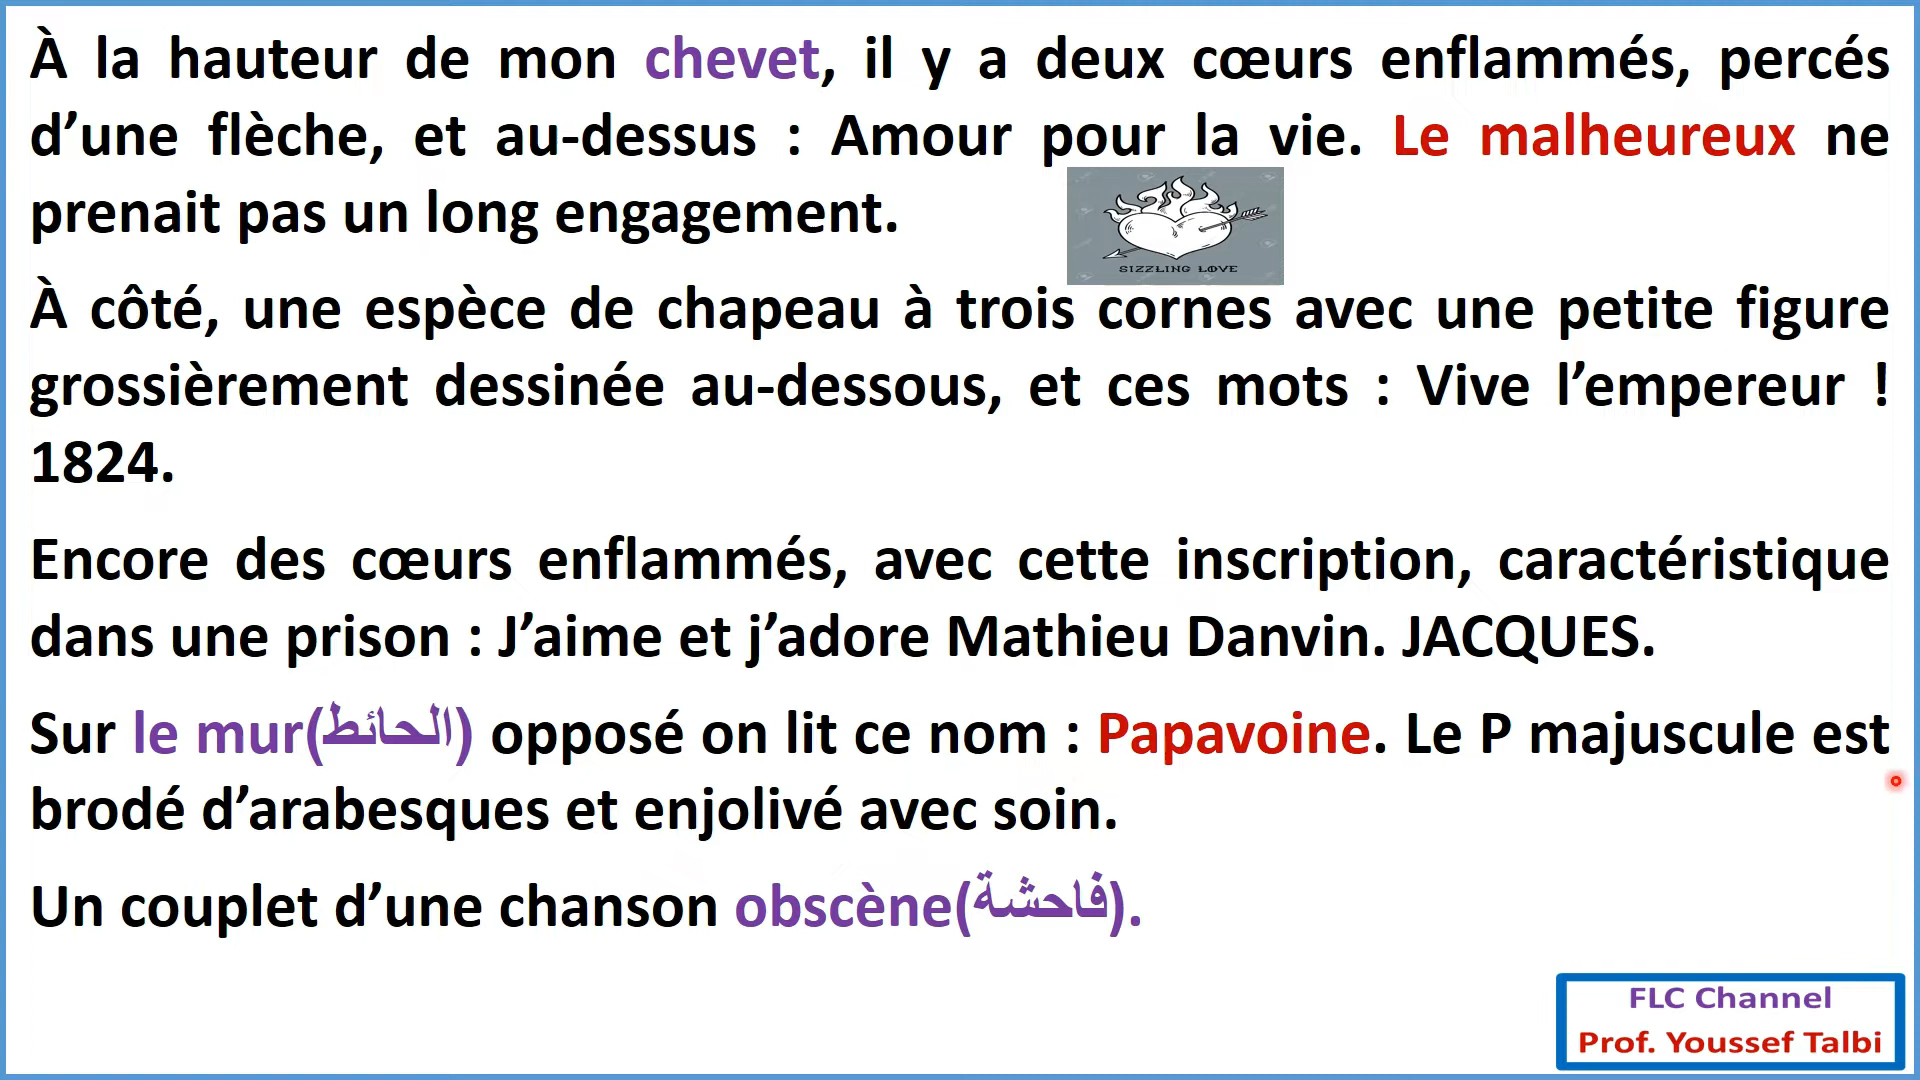 À la hauteur de mon chevet, il y a deux cœurs enflammés, percés
d’une flèche, et au-dessus : Amour pour la vie. Le malheureux ne
prenait pas un long engagement.
SIZZLING LOVE
À côté, une espèce de chapeau à trois cornes avec une petite figure
grossièrement dessinée au-dessous, et ces mots : Vive l’empereur !
1824.
Encore des cœurs enflammés, avec cette inscription, caractéristique
dans une prison : J’aime et j’adore Mathieu Danvin. JACQUES.
Sur le mur(الحائط) opposé on lit ce nom : Papavoine. Le P majuscule est
brodé d’arabesques et enjolivé avec soin.
Un couplet d’une chanson obscène(فاحشة).
FLC Channel
Prof. Youssef Talbi